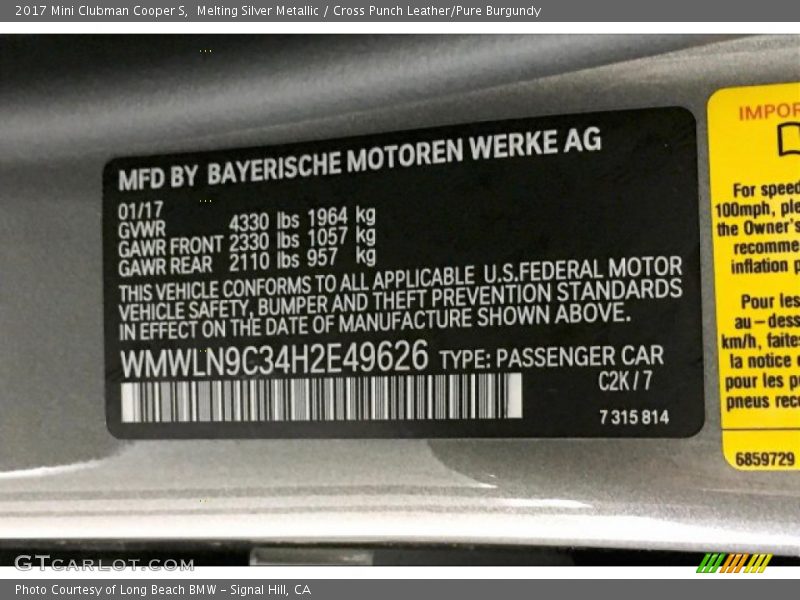 2017 Mini Clubman Cooper S,  Melting Silver Metallic / Cross Punch Leather/Pure Burgundy
MFD BY BAYERISCHE MOTOREN WERKE AG
01/17
GVWR 4330 lbs 1964 kg
GAWR FRONT 2330 lbs 1057 kg
GAWR REAR 2110 lbs 957 kg
THIS VEHICLE CONFORMS TO ALL APPLICABLE U.S.FEDERAL MOTOR
VEHICLE SAFETY, BUMPER AND THEFT PREVENTION STANDARDS
IN EFFECT ON THE DATE OF MANUFACTURE SHOWN ABOVE.
WMWLN9C34H2E49626 TYPE: PASSENGER CAR
C2K / 7
7 315 814
IMPOR
For speed
100mph, ple
the Owner's
recomme
inflation p
Pour les
au-dess
km/h, faites
la notice
pour les p
pneus reco
6859729
GTCARLOT.COM
Photo Courtesy of Long Beach BMW - Signal Hill, CA